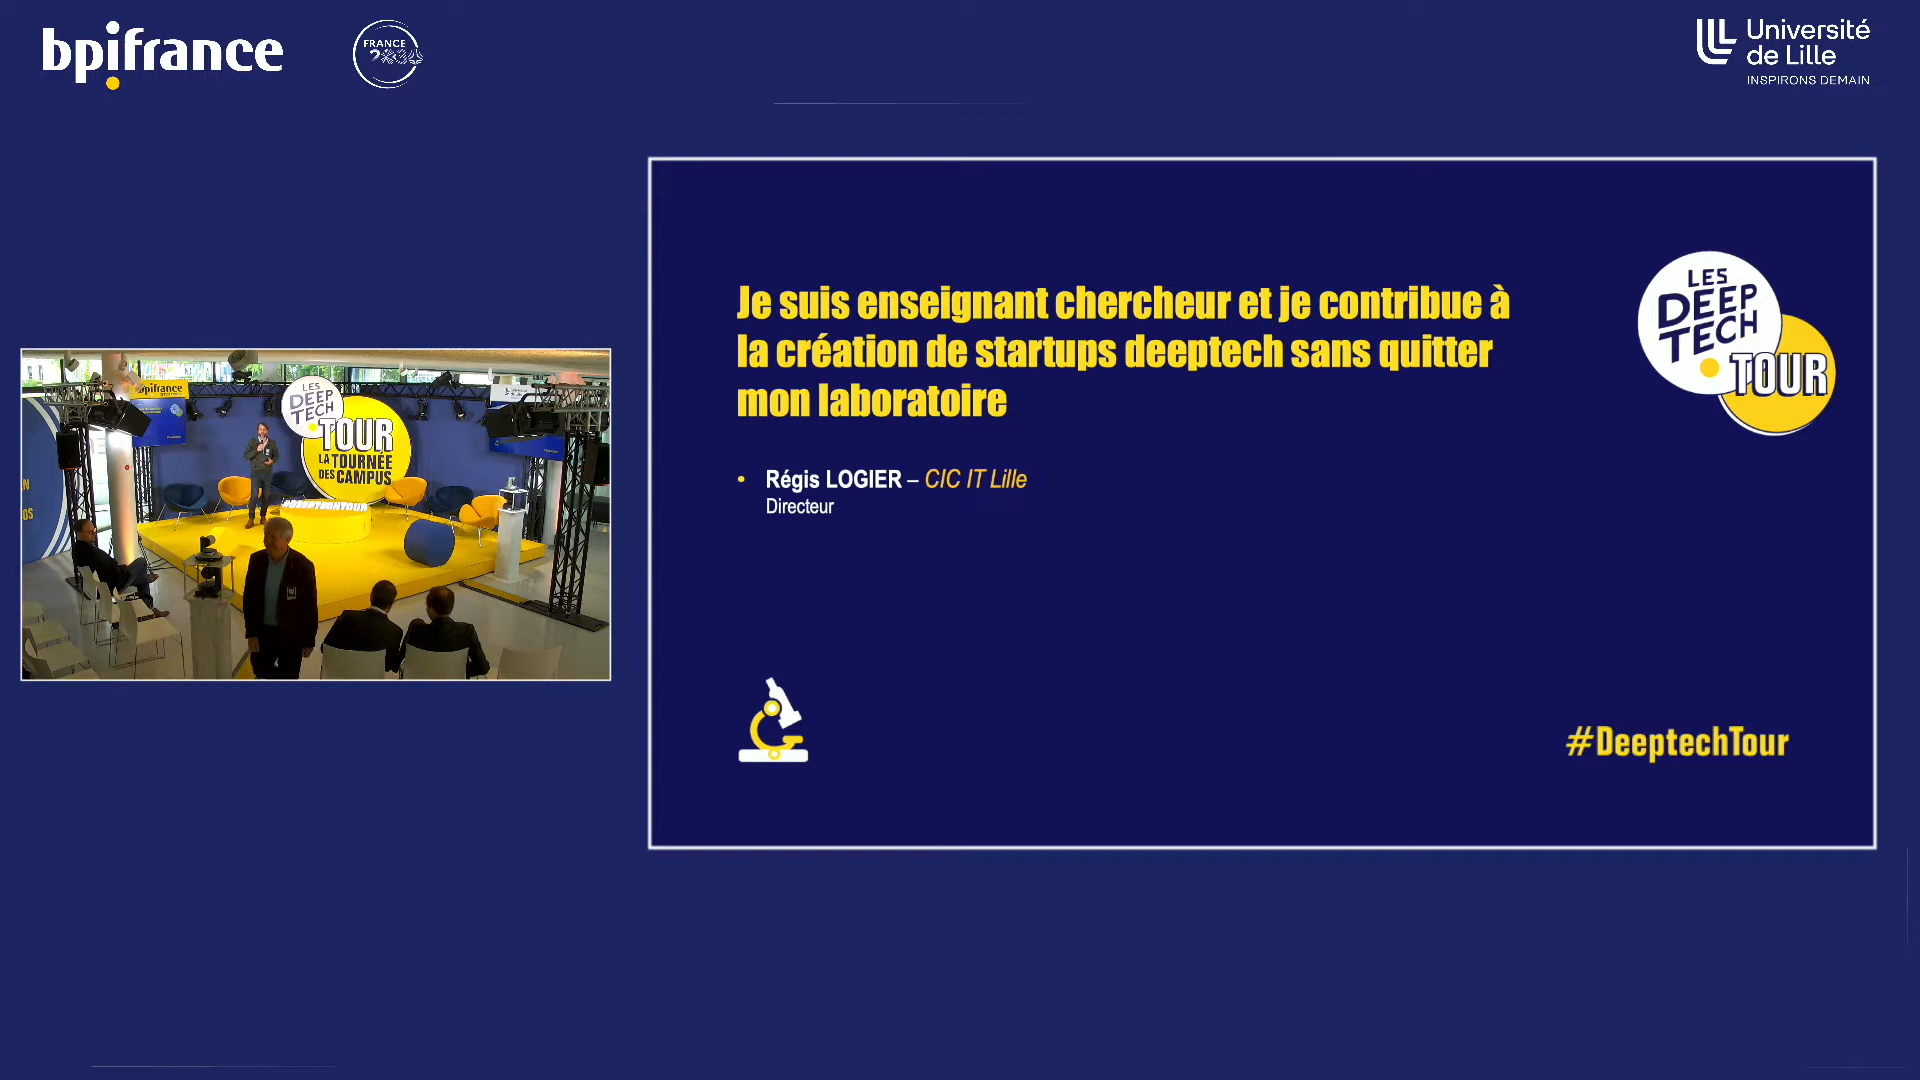 bpifrance
FRANCE
2030
Université
de Lille
INSPIRONS DEMAIN
Je suis enseignant chercheur et je contribue à
la création de startups deeptech sans quitter
mon laboratoire
• Régis LOGIER – CIC IT Lille
Directeur
LES
DEEP
TECH
TOUR
#DeeptechTour
bpifrance
LES
DEEP
TECH
TOUR
LA TOURNÉE
DES CAMPUS
#DEEPTECHTOUR